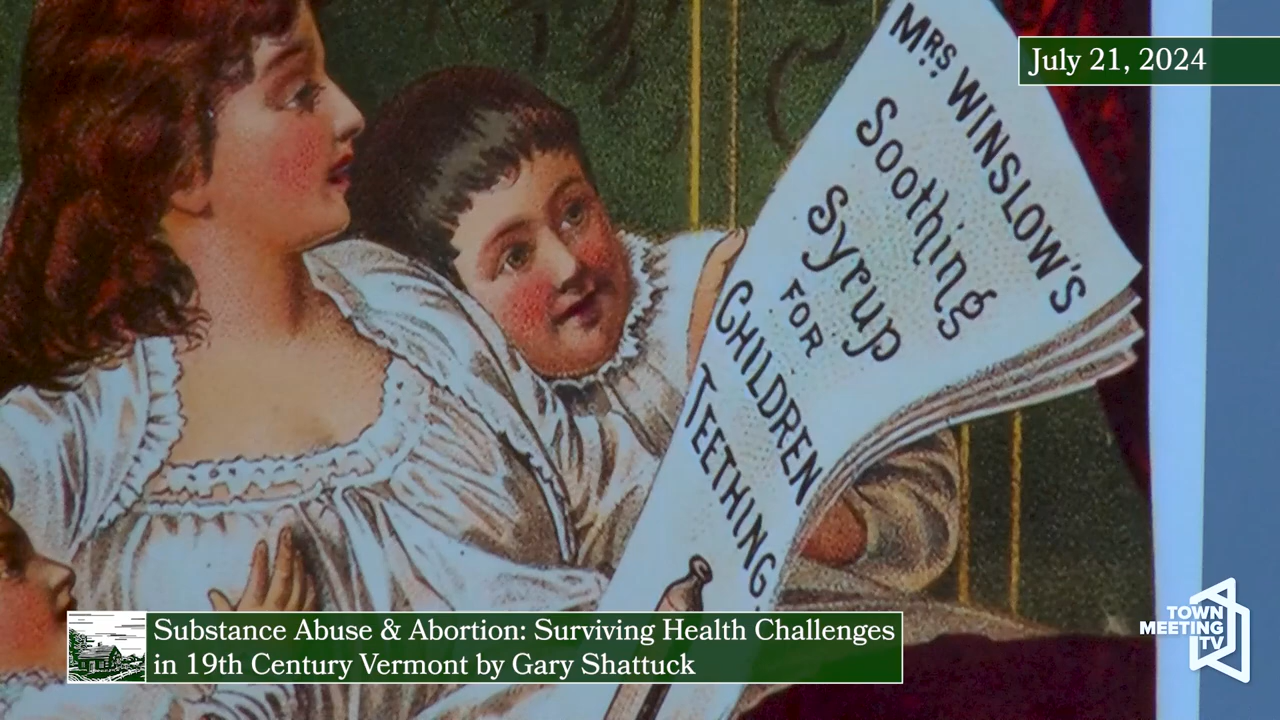 July 21, 2024
MRS. WINSLOW'S
Soothing
Syrup
FOR
CHILDREN
TEETHING.
Substance Abuse & Abortion: Surviving Health Challenges
in 19th Century Vermont by Gary Shattuck
TOWN
MEETING
TV